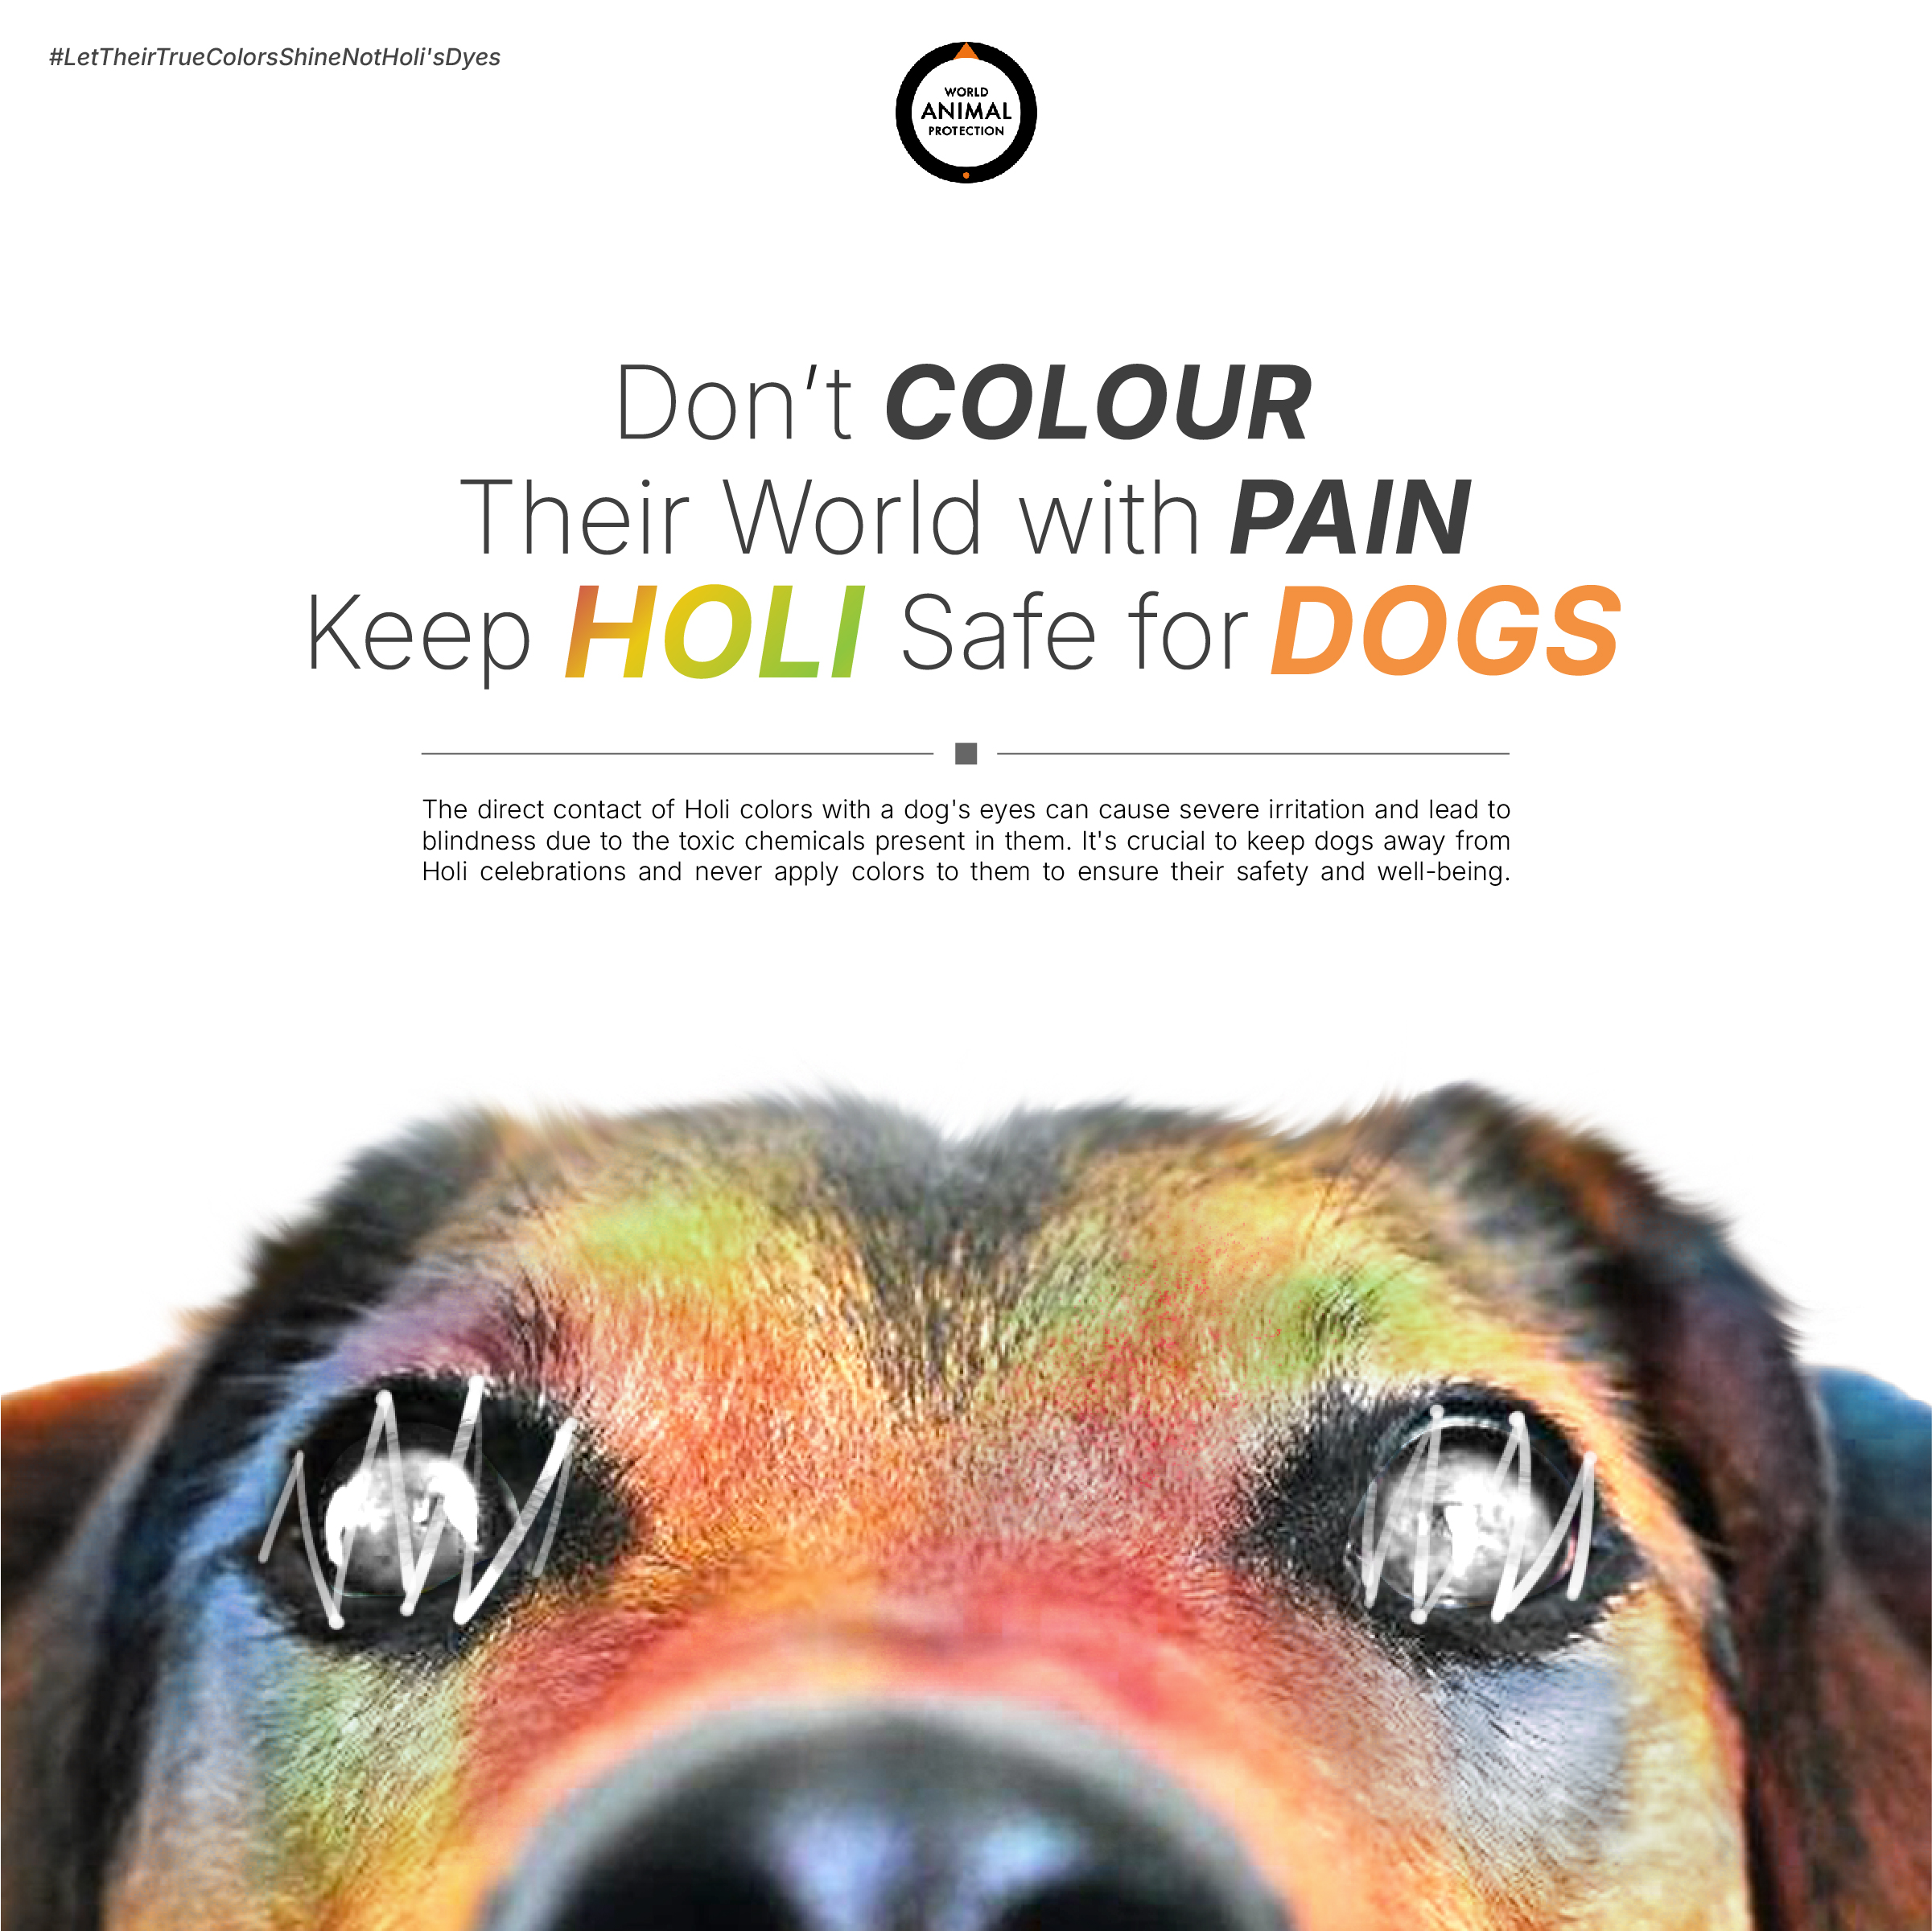 #LetTheirTrueColorsShineNotHoli'sDyes
WORLD
ANIMAL
PROTECTION
Don’t COLOUR
Their World with PAIN
Keep HOLI Safe for DOGS
The direct contact of Holi colors with a dog's eyes can cause severe irritation and lead to
blindness due to the toxic chemicals present in them. It's crucial to keep dogs away from
Holi celebrations and never apply colors to them to ensure their safety and well-being.